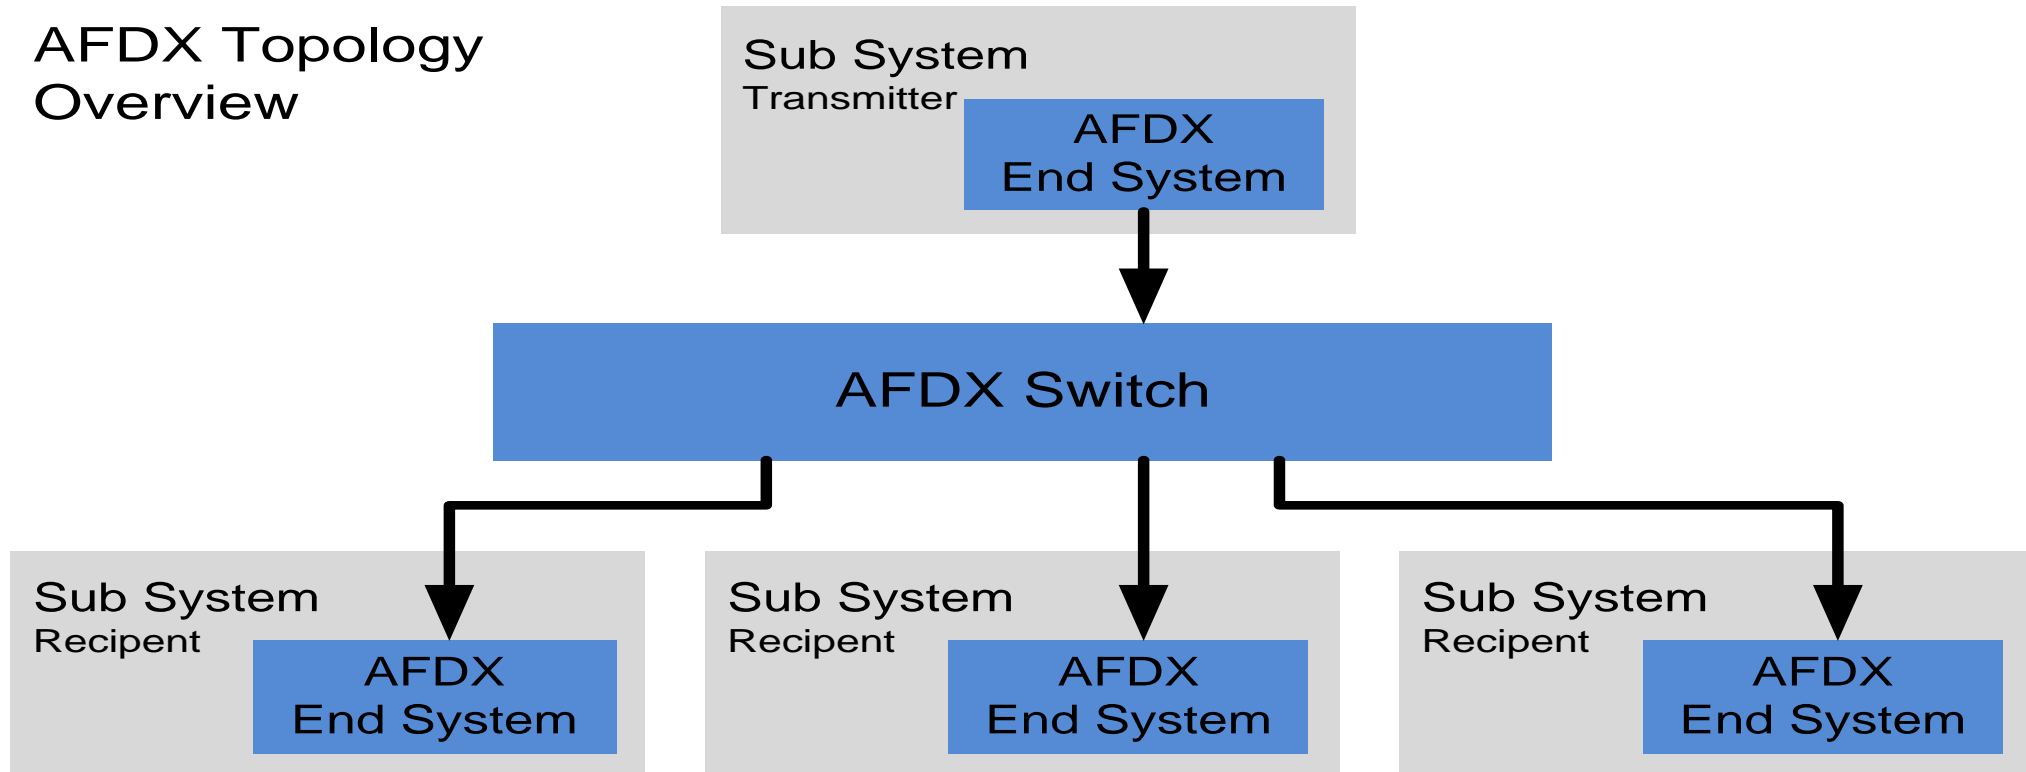 AFDX Topology
Overview
Sub System
Transmitter
AFDX
End System
AFDX Switch
Sub System
Recipent
AFDX
End System
Sub System
Recipent
AFDX
End System
Sub System
Recipent
AFDX
End System